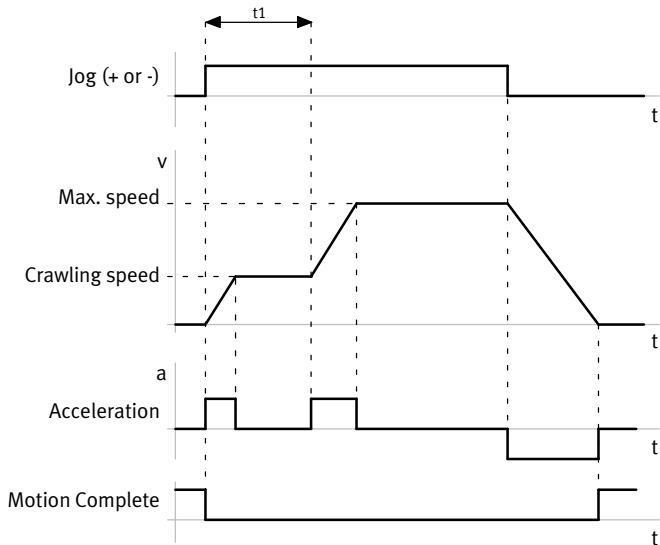 t1
Jog (+ or -)
t
v
Max. speed
Crawling speed
t
a
Acceleration
t
Motion Complete
t